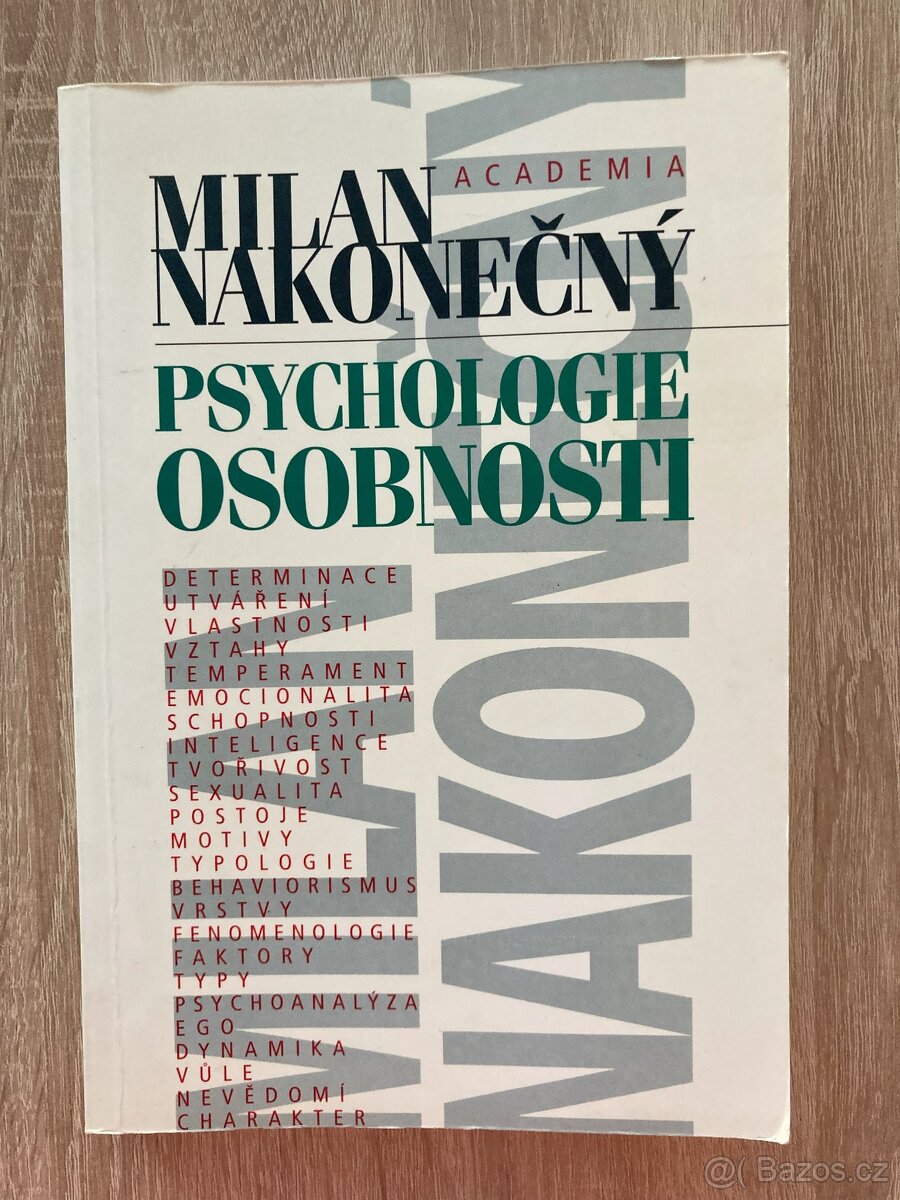 ACADEMIA
MILAN
NAKONEČNÝ
PSYCHOLOGIE
OSOBNOSTI
DETERMINACE
UTVÁŘENÍ
VLASTNOSTI
VZTAHY
TEMPERAMENT
EMOCIONALITA
SCHOPNOSTI
INTELIGENCE
TVOŘIVOST
SEXUALITA
POSTOJE
MOTIVY
TYPOLOGIE
BEHAVIORISMUS
VRSTVY
FENOMENOLOGIE
FAKTORY
TYPY
PSYCHOANALÝZA
EGO
DYNAMIKA
VŮLE
NEVĚDOMÍ
CHARAKTER
MILAN
NAKONEČNÝ
@( Bazos.cz